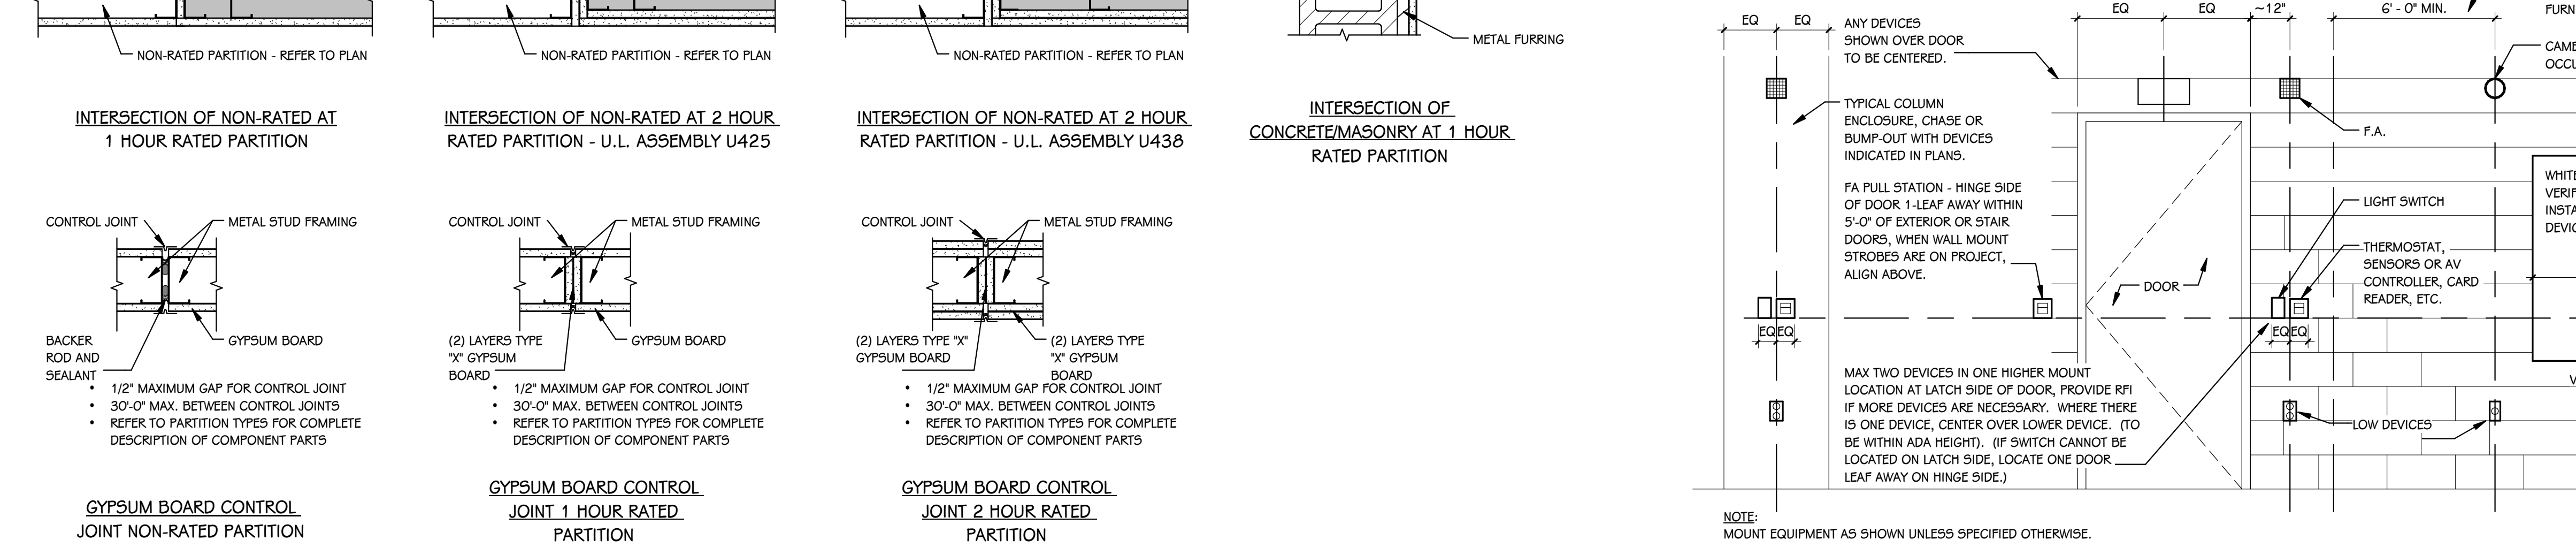 NON-RATED PARTITION - REFER TO PLAN
INTERSECTION OF NON-RATED AT
1 HOUR RATED PARTITION
NON-RATED PARTITION - REFER TO PLAN
INTERSECTION OF NON-RATED AT 2 HOUR
RATED PARTITION - U.L. ASSEMBLY U425
NON-RATED PARTITION - REFER TO PLAN
INTERSECTION OF NON-RATED AT 2 HOUR
RATED PARTITION - U.L. ASSEMBLY U438
METAL FURRING
INTERSECTION OF
CONCRETE/MASONRY AT 1 HOUR
RATED PARTITION
CONTROL JOINT
METAL STUD FRAMING
BACKER
ROD AND
SEALANT
GYPSUM BOARD
• 1/2" MAXIMUM GAP FOR CONTROL JOINT
• 30'-0" MAX. BETWEEN CONTROL JOINTS
• REFER TO PARTITION TYPES FOR COMPLETE
DESCRIPTION OF COMPONENT PARTS
GYPSUM BOARD CONTROL
JOINT NON-RATED PARTITION
CONTROL JOINT
METAL STUD FRAMING
(2) LAYERS TYPE
"X" GYPSUM
BOARD
GYPSUM BOARD
• 1/2" MAXIMUM GAP FOR CONTROL JOINT
• 30'-0" MAX. BETWEEN CONTROL JOINTS
• REFER TO PARTITION TYPES FOR COMPLETE
DESCRIPTION OF COMPONENT PARTS
GYPSUM BOARD CONTROL
JOINT 1 HOUR RATED
PARTITION
CONTROL JOINT
METAL STUD FRAMING
(2) LAYERS TYPE "X"
GYPSUM BOARD
(2) LAYERS TYPE
"X" GYPSUM
BOARD
• 1/2" MAXIMUM GAP FOR CONTROL JOINT
• 30'-0" MAX. BETWEEN CONTROL JOINTS
• REFER TO PARTITION TYPES FOR COMPLETE
DESCRIPTION OF COMPONENT PARTS
GYPSUM BOARD CONTROL
JOINT 2 HOUR RATED
PARTITION
EQ EQ
ANY DEVICES
SHOWN OVER DOOR
TO BE CENTERED.
EQ EQ ~12" 6' - 0" MIN.
FURN
CAME
OCCU
TYPICAL COLUMN
ENCLOSURE, CHASE OR
BUMP-OUT WITH DEVICES
INDICATED IN PLANS.
F.A.
FA PULL STATION - HINGE SIDE
OF DOOR 1-LEAF AWAY WITHIN
5'-0" OF EXTERIOR OR STAIR
DOORS, WHEN WALL MOUNT
STROBES ARE ON PROJECT,
ALIGN ABOVE.
LIGHT SWITCH
WHITE
VERIF
INSTA
DEVIC
THERMOSTAT,
SENSORS OR AV
CONTROLLER, CARD
READER, ETC.
DOOR
EQ EQ
EQ EQ
MAX TWO DEVICES IN ONE HIGHER MOUNT
LOCATION AT LATCH SIDE OF DOOR, PROVIDE RFI
IF MORE DEVICES ARE NECESSARY. WHERE THERE
IS ONE DEVICE, CENTER OVER LOWER DEVICE. (TO
BE WITHIN ADA HEIGHT). (IF SWITCH CANNOT BE
LOCATED ON LATCH SIDE, LOCATE ONE DOOR
LEAF AWAY ON HINGE SIDE.)
V
LOW DEVICES
NOTE:
MOUNT EQUIPMENT AS SHOWN UNLESS SPECIFIED OTHERWISE.